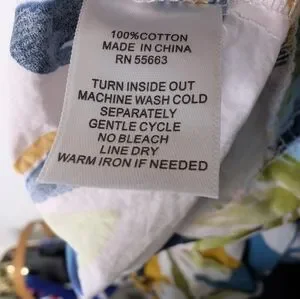 100%COTTON
MADE IN CHINA
RN 55663
TURN INSIDE OUT
MACHINE WASH COLD
SEPARATELY
GENTLE CYCLE
NO BLEACH
LINE DRY
WARM IRON IF NEEDED